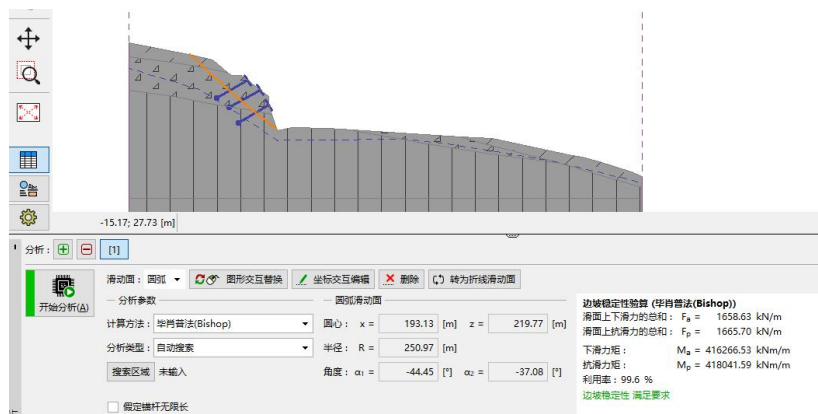 -15.17; 27.73 [m]
分析: [1]
滑动面: 圆弧 图形交互替换 坐标交互编辑 删除 转为折线滑动面
开始分析(A)
分析参数
计算方法: 毕肖普法(Bishop)
分析类型: 自动搜索
搜索区域 未输入
假定锚杆不无限长
圆弧滑动面
圆心: x = 193.13 [m] z = 219.77 [m]
半径: R = 250.97 [m]
角度: α₁ = -44.45 [°] α₂ = -37.08 [°]
边坡稳定性验算 (毕肖普法(Bishop))
滑面上下滑力的总和: Fₐ = 1658.63 kN/m
滑面上抗滑力的总和: Fₚ = 1665.70 kN/m
下滑力矩: Mₐ = 416266.53 kNm/m
抗滑力矩: Mₚ = 418041.59 kNm/m
利用率: 99.6 %
边坡稳定性 满足要求